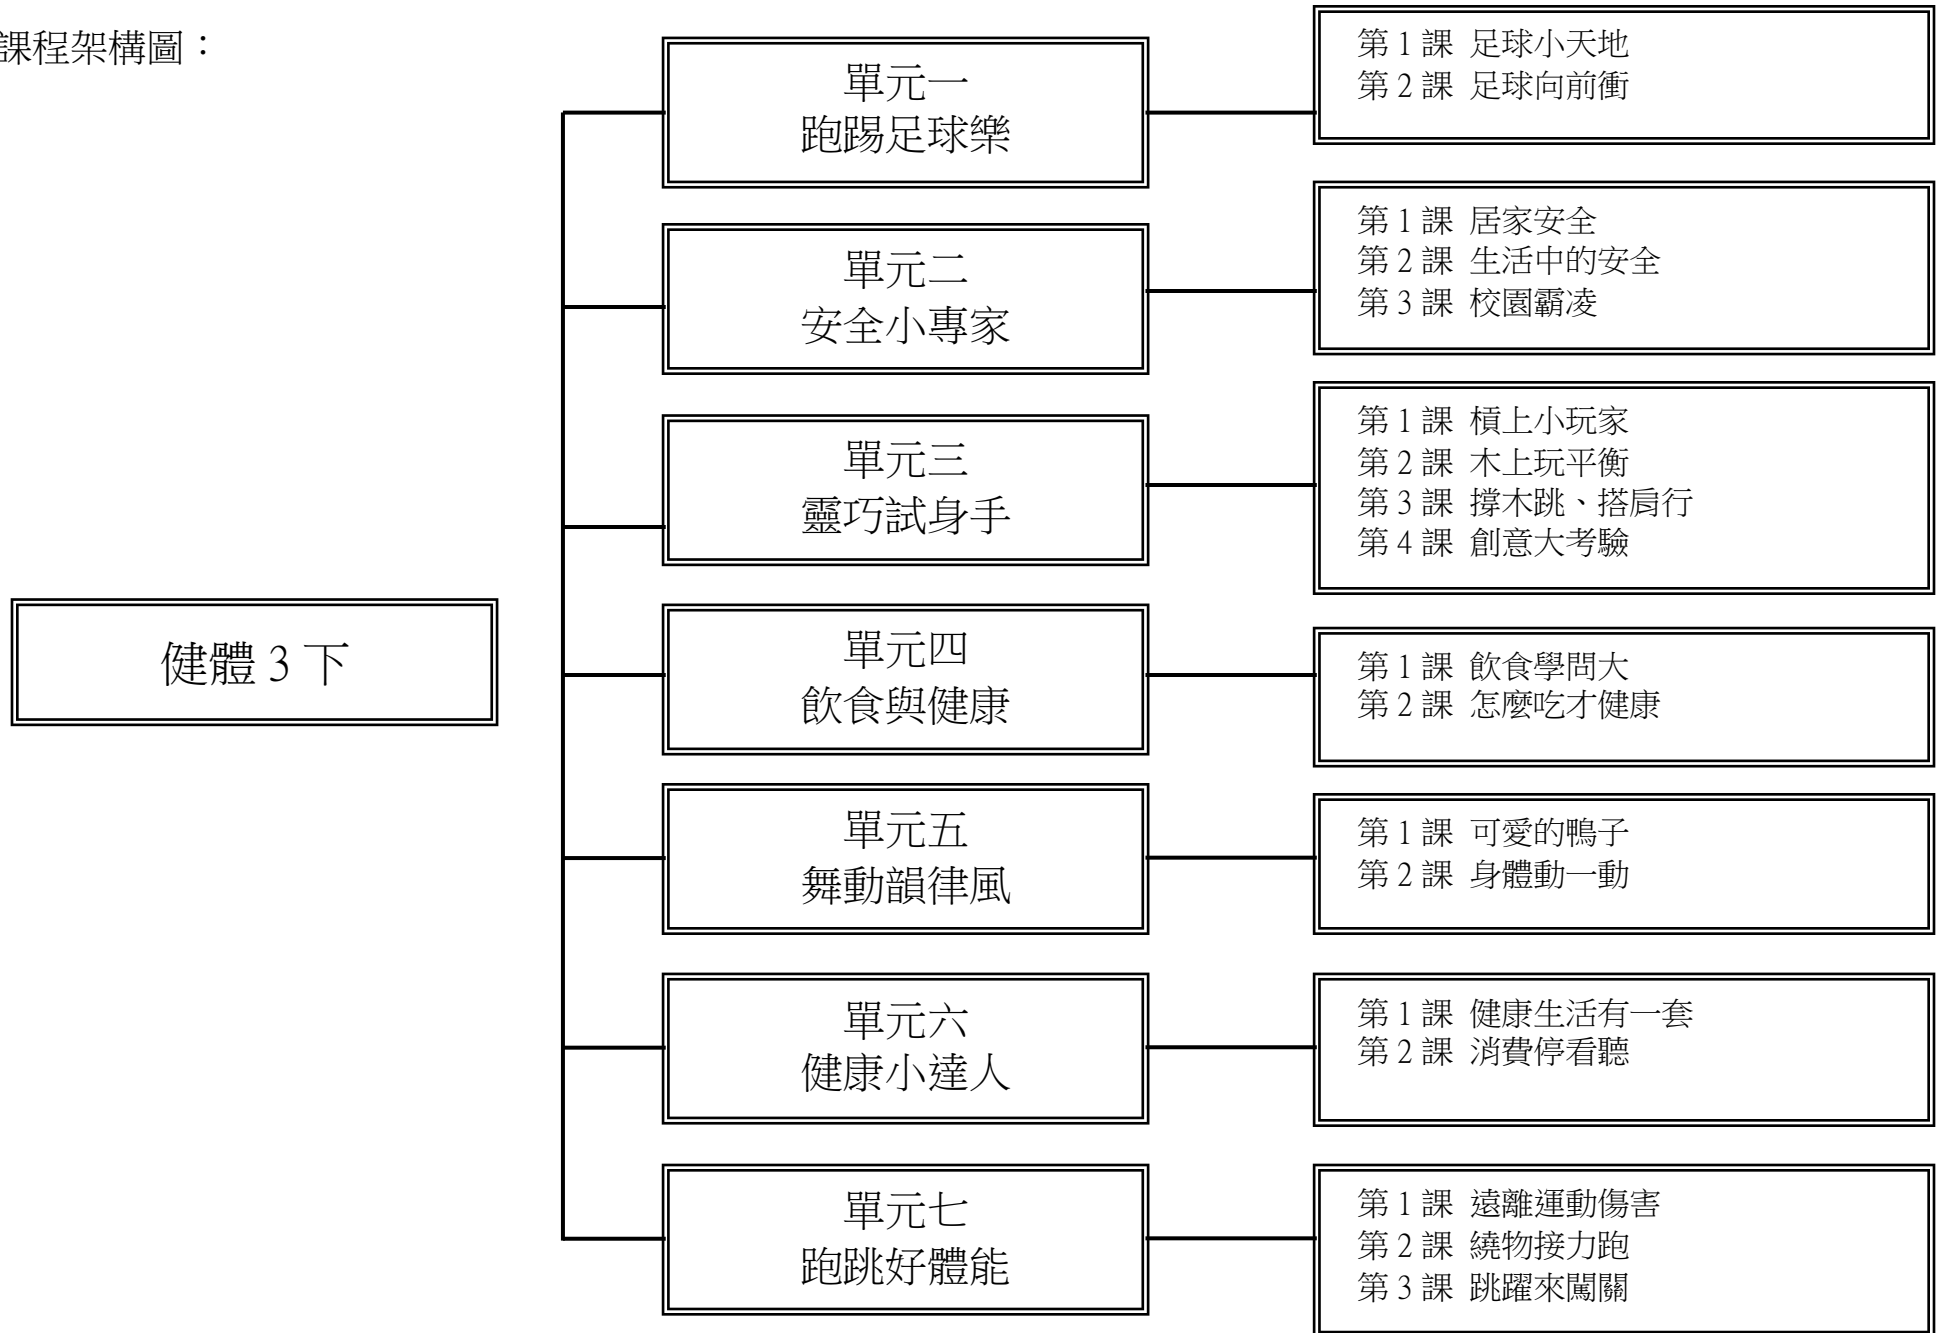 課程架構圖：
健體 3 下
單元一
跑踢足球樂
第 1 課 足球小天地
第 2 課 足球向前衝
單元二
安全小專家
第 1 課 居家安全
第 2 課 生活中的安全
第 3 課 校園霸凌
單元三
靈巧試身手
第 1 課 槓上小玩家
第 2 課 木上玩平衡
第 3 課 撐木跳、搭肩行
第 4 課 創意大考驗
單元四
飲食與健康
第 1 課 飲食學問大
第 2 課 怎麼吃才健康
單元五
舞動韻律風
第 1 課 可愛的鴨子
第 2 課 身體動一動
單元六
健康小達人
第 1 課 健康生活有一套
第 2 課 消費停看聽
單元七
跑跳好體能
第 1 課 遠離運動傷害
第 2 課 繞物接力跑
第 3 課 跳躍來闖關